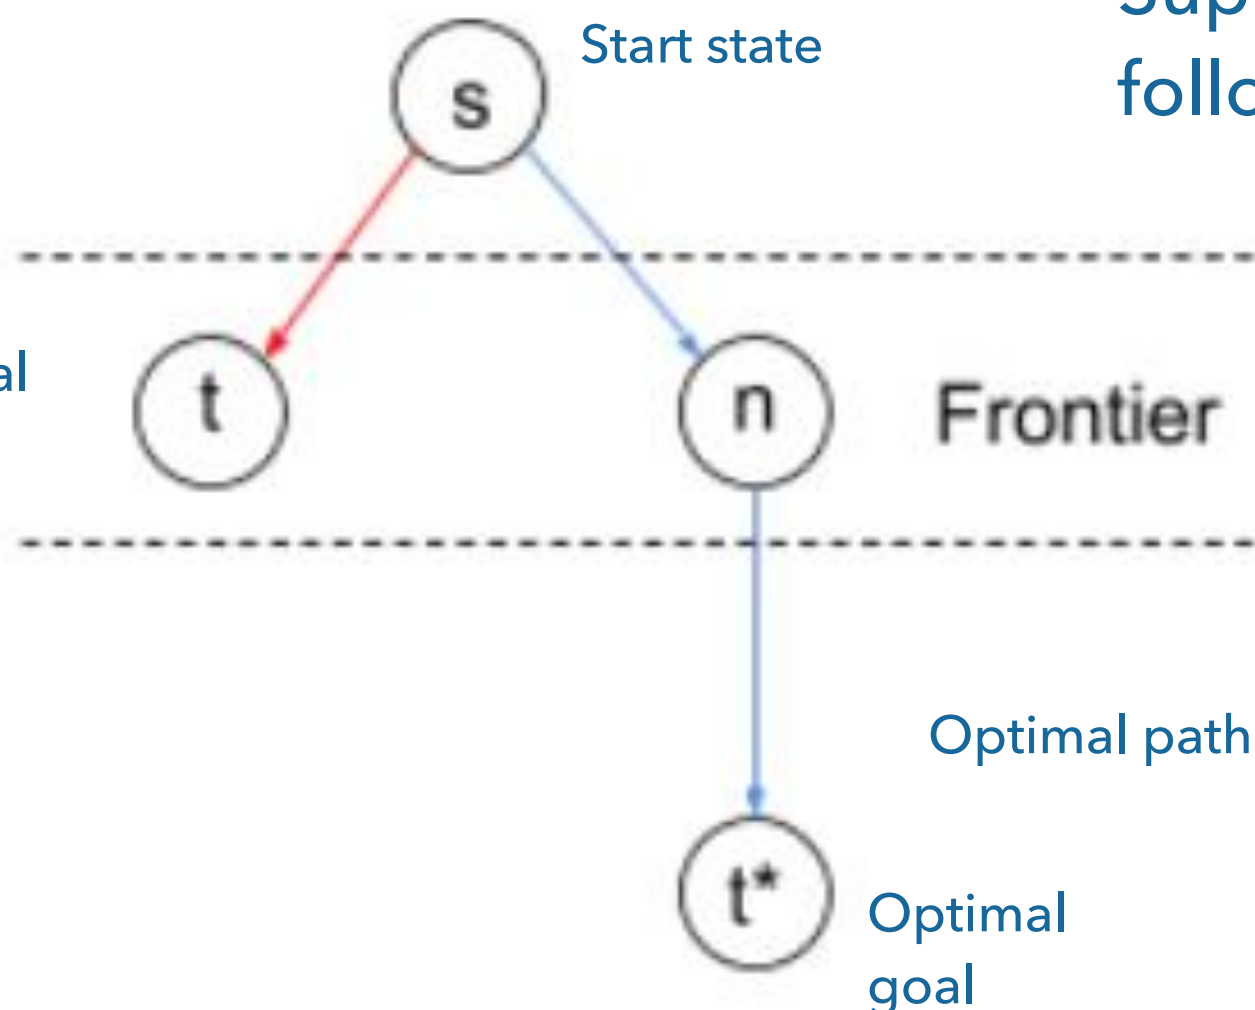 Start state
s
t
n
Frontier
Optimal path
t*
Optimal
goal